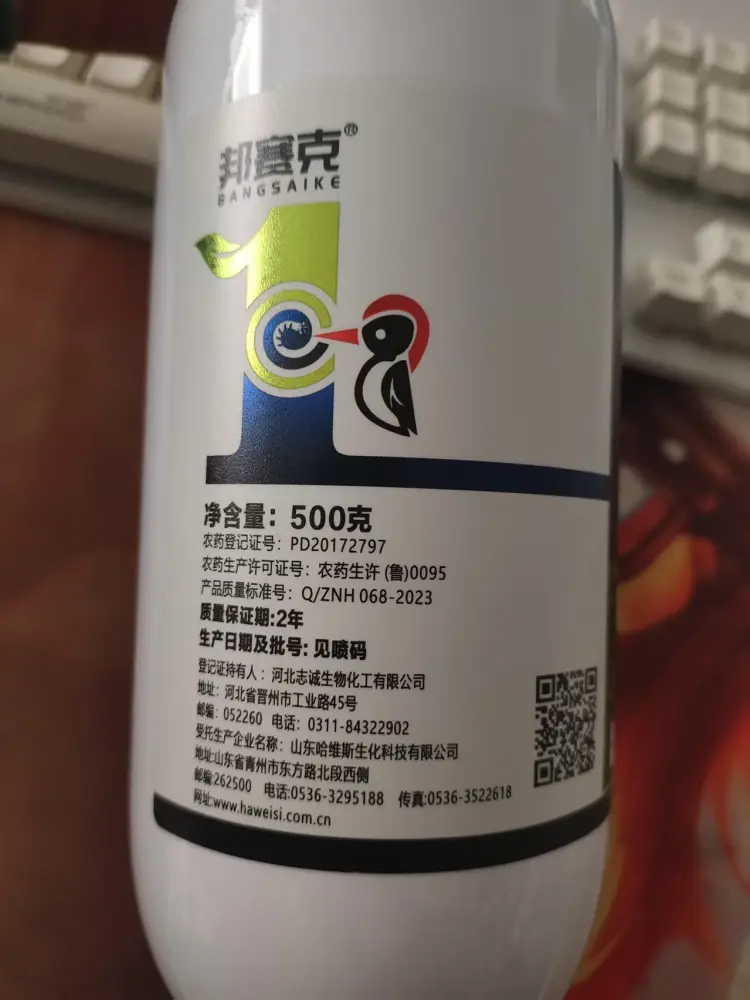 邦赛克®
BANGSAIKE
净含量：500克
农药登记证号：PD20172797
农药生产许可证号：农药生许 (鲁)0095
产品质量标准号：Q/ZNH 068-2023
质量保证期:2年
生产日期及批号: 见喷码
登记证持有人：河北志诚生物化工有限公司
地址：河北省晋州市工业路45号
邮编：052260 电话：0311-84322902
受托生产企业名称：山东哈维斯生化科技有限公司
地址:山东省青州市东方路北段西侧
邮编:262500 电话:0536-3295188 传真:0536-3522618
网址:www.haweisi.com.cn